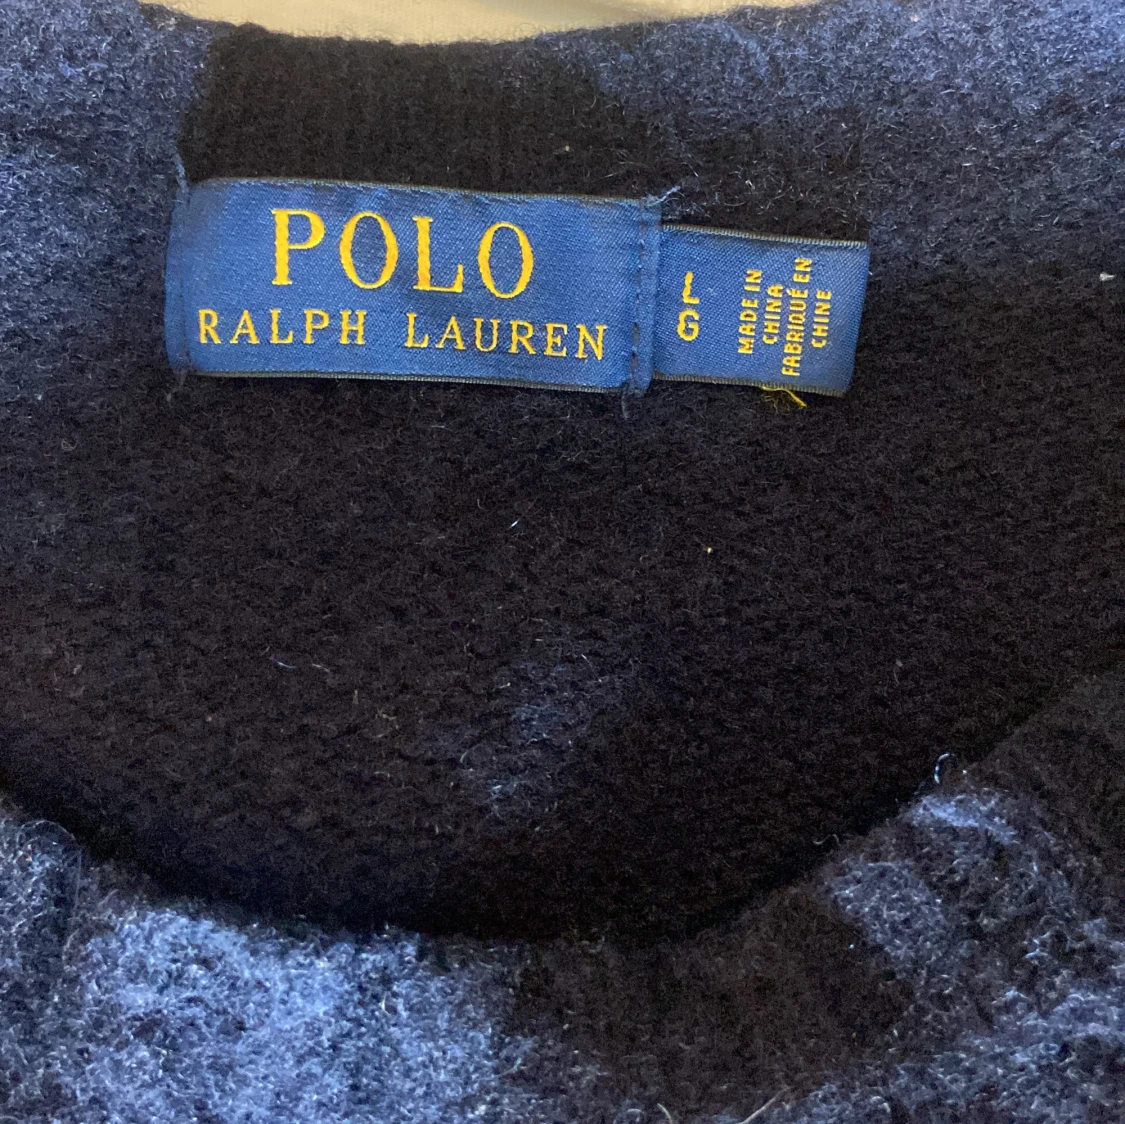 POLO
RALPH LAUREN
L
G
MADE IN
CHINA
FABRIQUÉ EN
CHINE